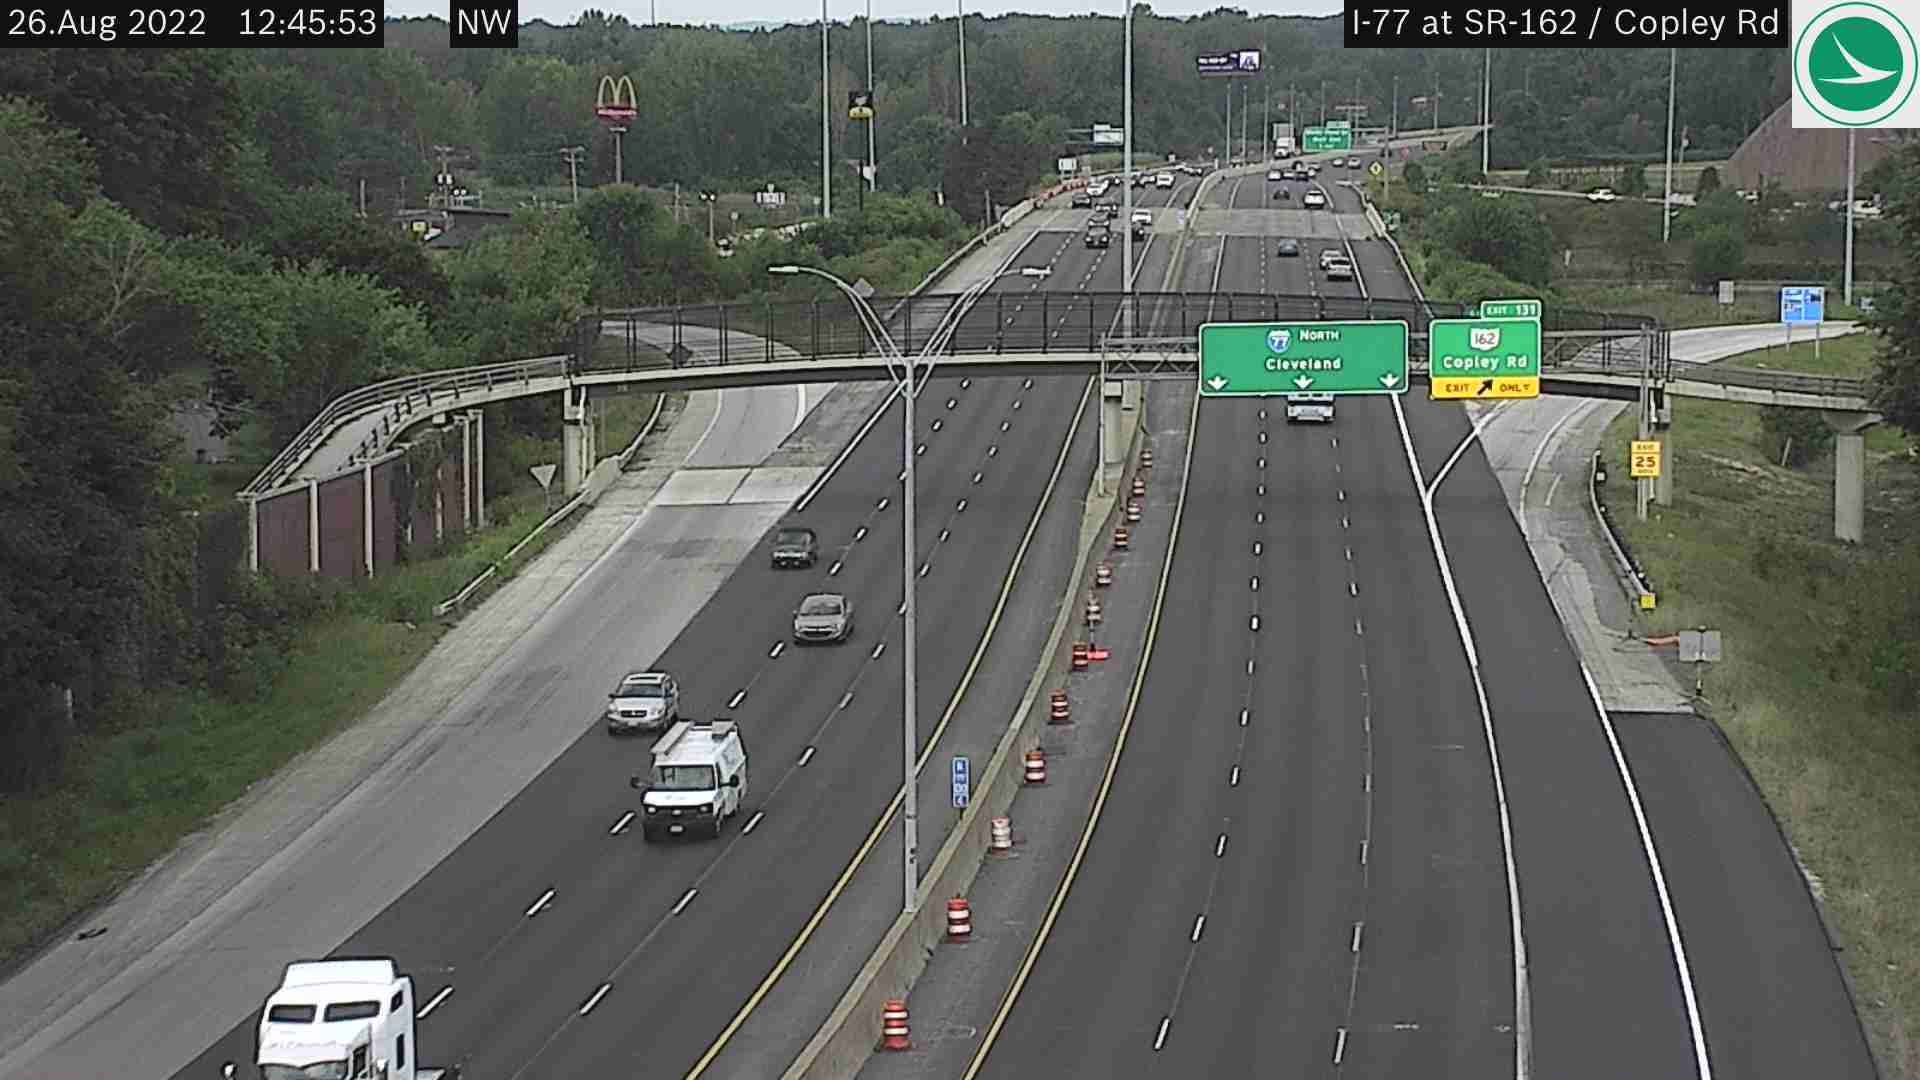 26.Aug 2022 12:45:53
NW
I-77 at SR-162 / Copley Rd
McDonald's
EXIT 131
77 NORTH
Cleveland
162
Copley Rd
EXIT ONLY
EXIT
25